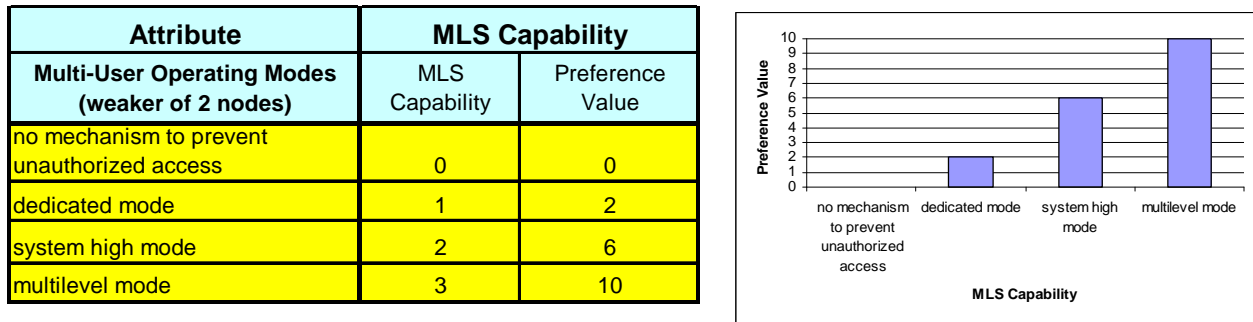 Attribute MLS Capability
Multi-User Operating Modes
(weaker of 2 nodes)
MLS
Capability
Preference
Value
no mechanism to prevent
unauthorized access 0 0
dedicated mode 1 2
system high mode 2 6
multilevel mode 3 10
Preference Value
10
9
8
7
6
5
4
3
2
1
0
no mechanism
to prevent
unauthorized
access
dedicated mode
system high
mode
multilevel mode
MLS Capability